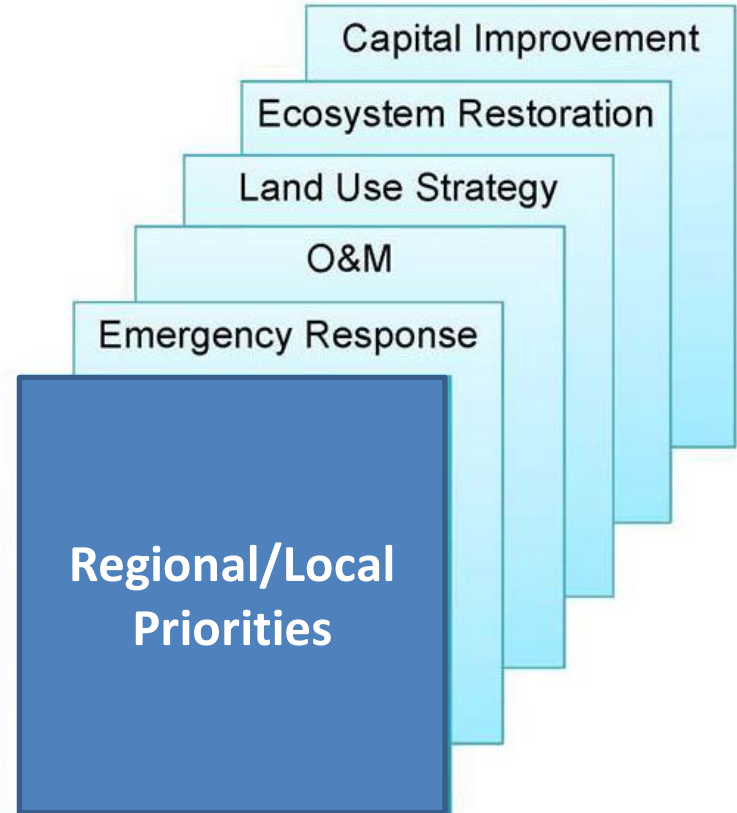 Capital Improvement
Ecosystem Restoration
Land Use Strategy
O&M
Emergency Response
Regional/Local
Priorities